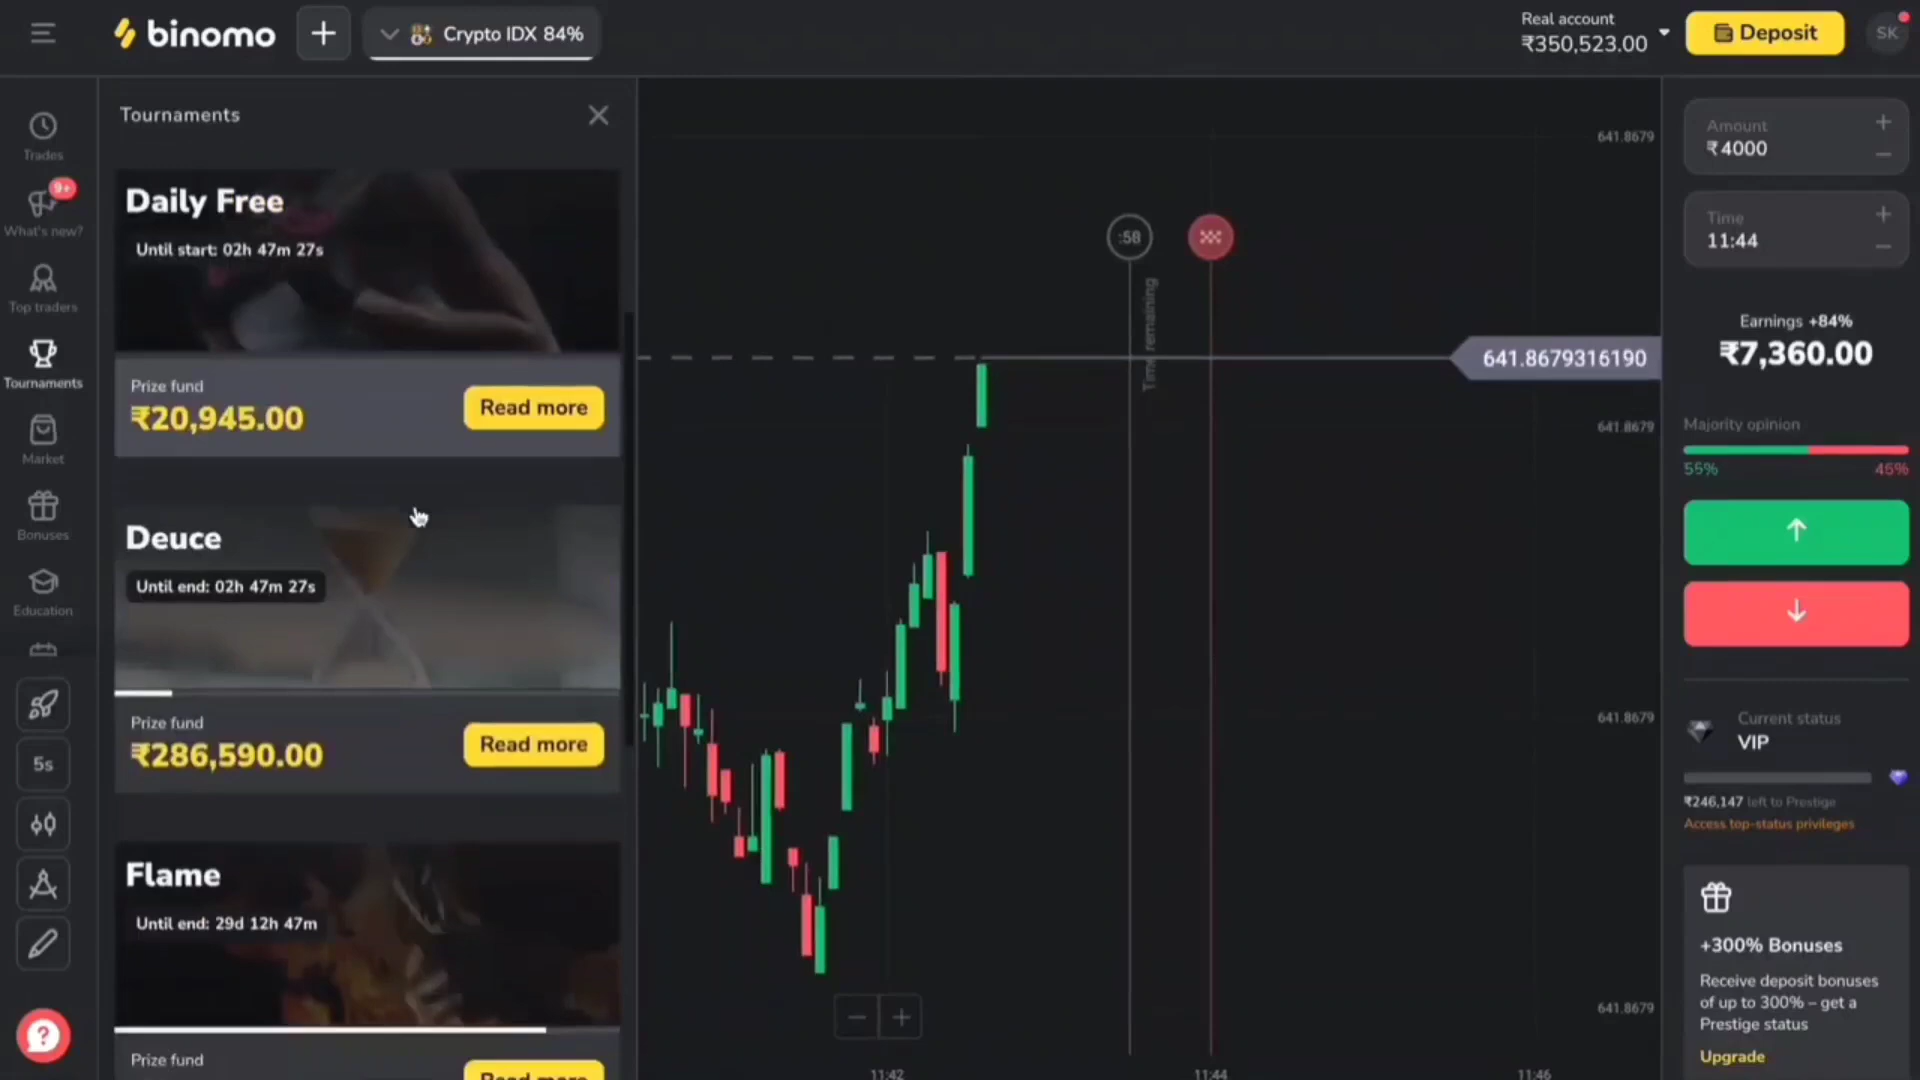 binomo
+
Crypto IDX 84%
Real account
₹350,523.00
Deposit
SK
Trades
9+
What's new?
Top traders
Tournaments
Market
Bonuses
Education
5s
?
Tournaments
Daily Free
Until start: 02h 47m 27s
Prize fund
₹20,945.00
Read more
Deuce
Until end: 02h 47m 27s
Prize fund
₹286,590.00
Read more
Flame
Until end: 29d 12h 47m
Prize fund
Read more
:58
Time remaining
641.8679
641.8679316190
641.8679
641.8679
641.8679
11:42
11:44
11:46
Amount
₹4000
Time
11:44
Earnings +84%
₹7,360.00
Majority opinion
55%
45%
Current status
VIP
₹246,147 left to Prestige
Access top-status privileges
+300% Bonuses
Receive deposit bonuses
of up to 300% – get a
Prestige status
Upgrade